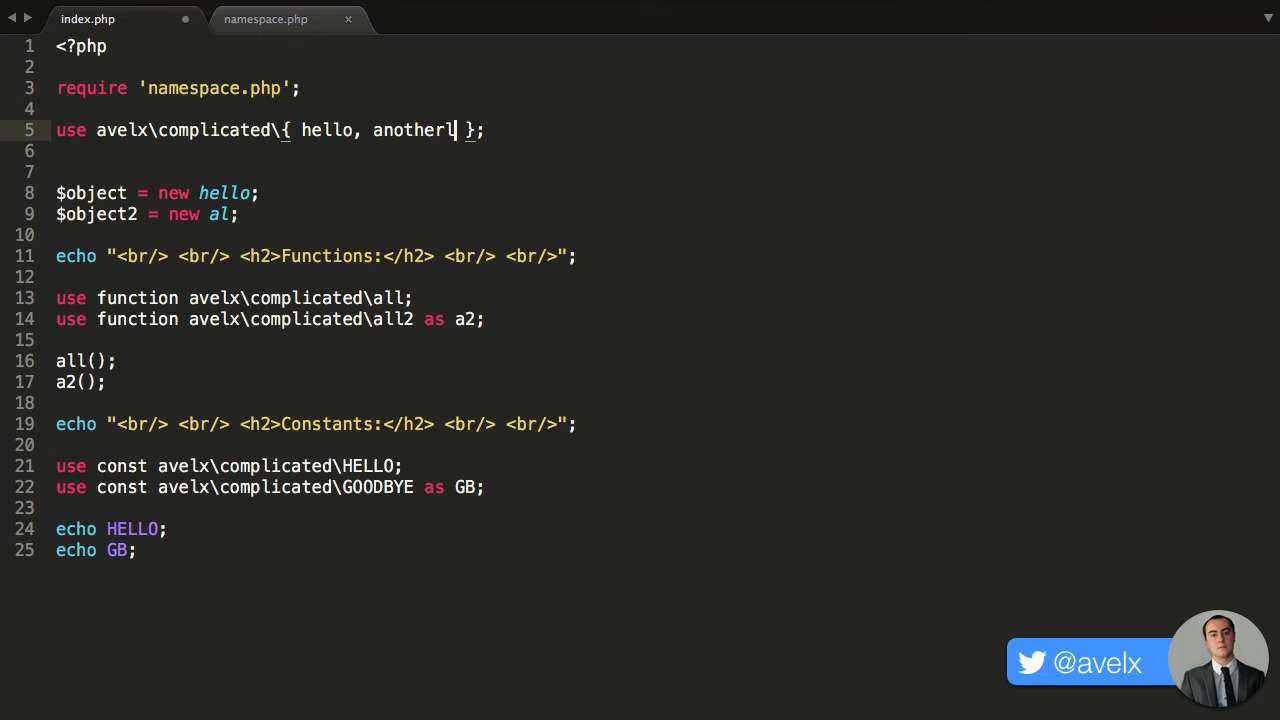 index.php
namespace.php
1 <?php
2
3 require 'namespace.php';
4
5 use avelx\complicated\{ hello, anotherl };
6
7
8 $object = new hello;
9 $object2 = new al;
10
11 echo "<br/> <br/> <h2>Functions:</h2> <br/> <br/>";
12
13 use function avelx\complicated\all;
14 use function avelx\complicated\all2 as a2;
15
16 all();
17 a2();
18
19 echo "<br/> <br/> <h2>Constants:</h2> <br/> <br/>";
20
21 use const avelx\complicated\HELLO;
22 use const avelx\complicated\GOODBYE as GB;
23
24 echo HELLO;
25 echo GB;
@avelx